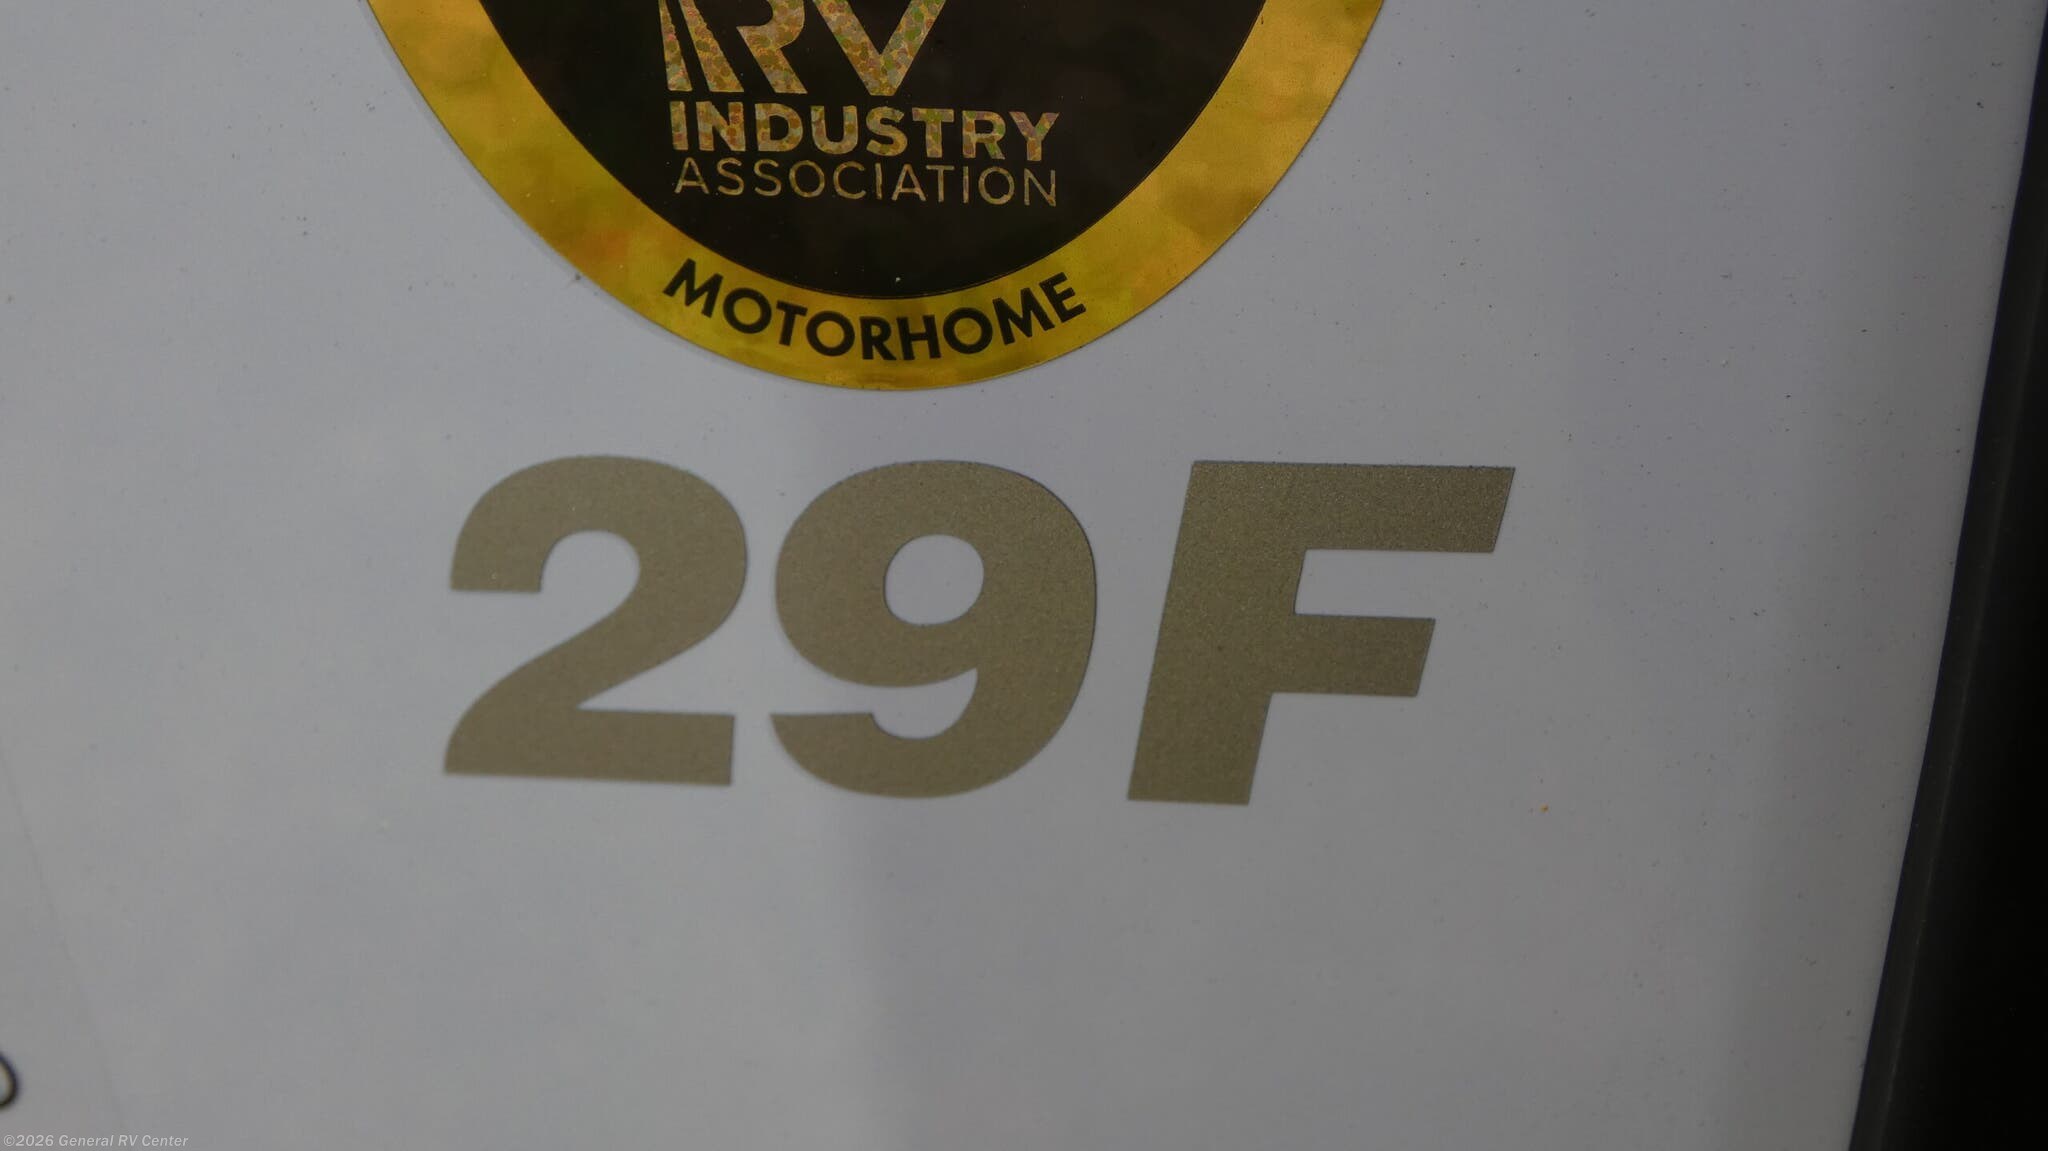 RV
INDUSTRY
ASSOCIATION
MOTORHOME
29F
©2026 General RV Center